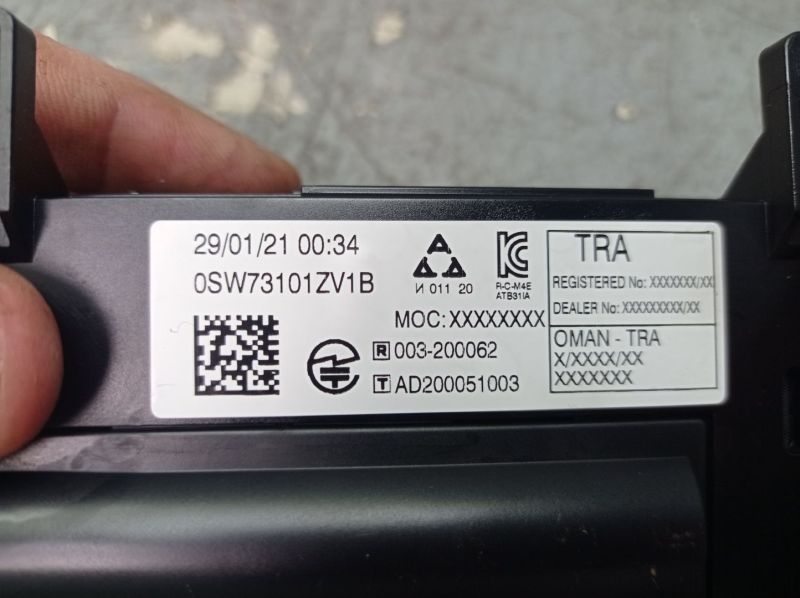 29/01/21 00:34
0SW73101ZV1B
И 011 20
R-C-M4E
ATB31IA
MOC: XXXXXXXX
R 003-200062
T AD200051003
TRA
REGISTERED No: XXXXXXX/XX
DEALER No: XXXXXXXXX/XX
OMAN - TRA
X/XXXX/XX
XXXXXXX